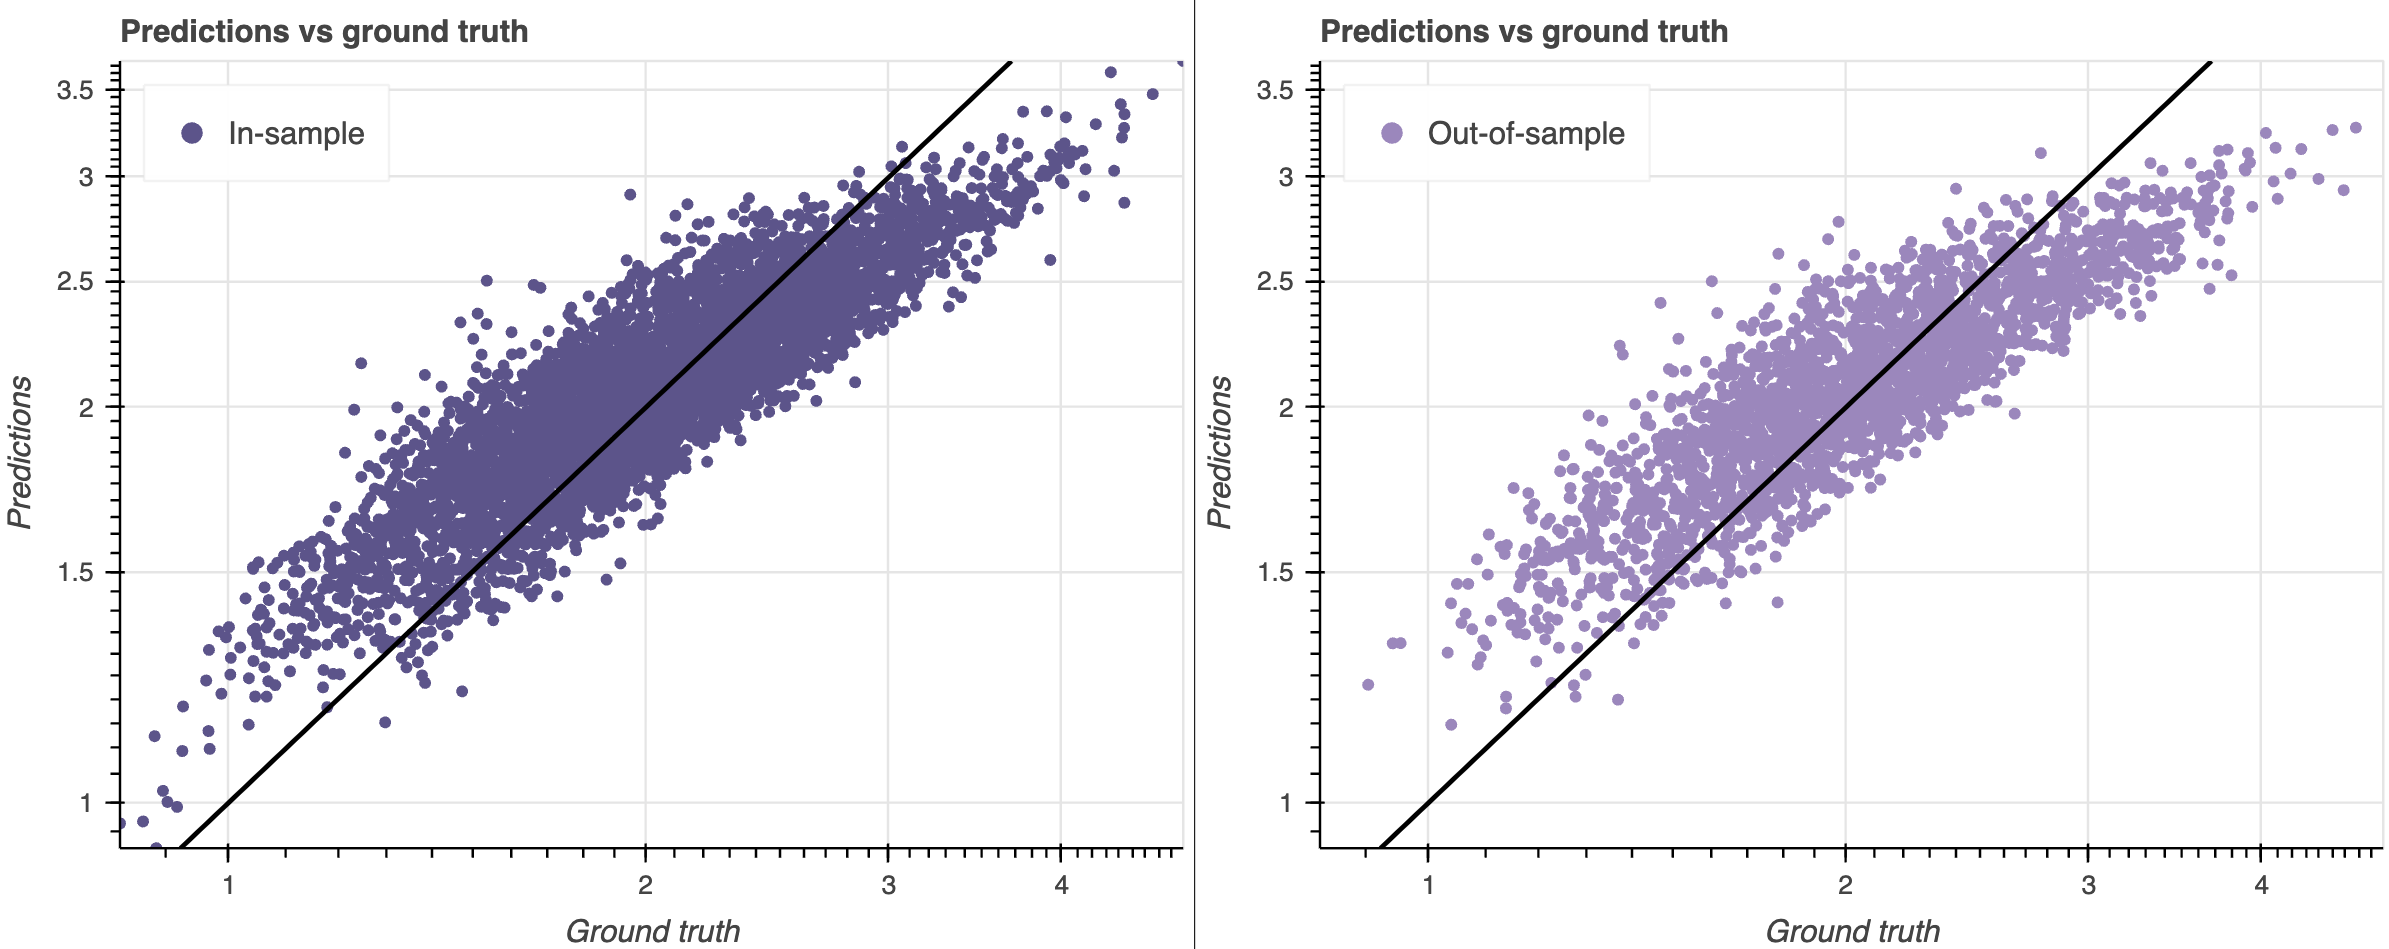 Predictions vs ground truth
In-sample
3.5
3
2.5
2
1.5
1
Predictions
1
2
3
4
Ground truth
Predictions vs ground truth
Out-of-sample
3.5
3
2.5
2
1.5
1
Predictions
1
2
3
4
Ground truth